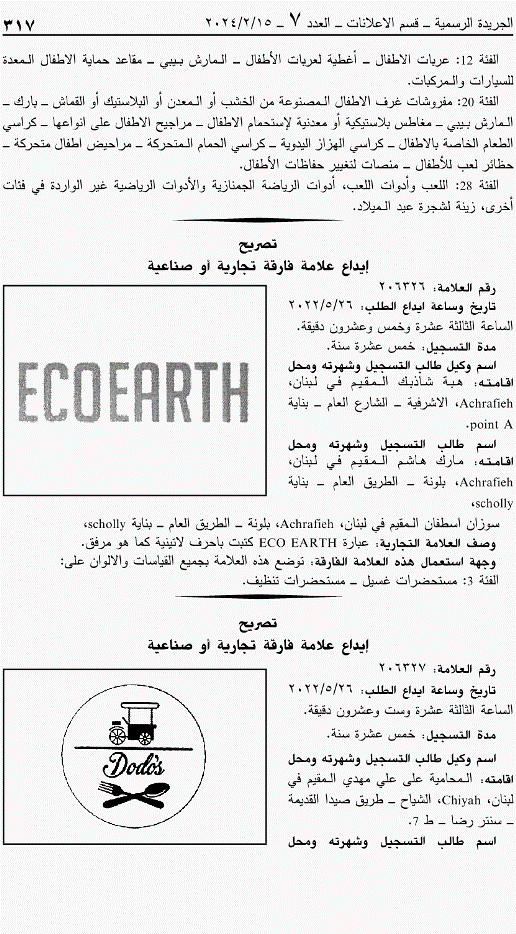 الجريدة الرسمية ـ قسم الاعلانات ـ العدد ٧ ـ ٢٠٢٤/٢/١٥
٣١٧
الفئة 12: عربات الاطفال ـ أغطية لعربات الأطفال ـ المارش بيبي ـ مقاعد حماية الاطفال المعدة
للسيارات والمركبات.
الفئة 20: مفروشات غرف الاطفال المصنوعة من الخشب أو المعدن أو البلاستيك أو القماش ـ بارك ـ
المارش بيبي ـ مغاطس بلاستيكية أو معدنية لإستحمام الاطفال ـ مراجيح الاطفال على انواعها ـ كراسي
الطعام الخاصة بالاطفال ـ كراسي الهزاز اليدوية ـ كراسي الحمام المتحركة ـ مراحيض اطفال متحركة ـ
حظائر لعب للأطفال ـ منصات لتغيير حفاظات الأطفال.
الفئة 28: اللعب وأدوات اللعب، أدوات الرياضة الجمنازية والأدوات الرياضية غير الواردة في فئات
أخرى، زينة لشجرة عيد الميلاد.
تصريح
إيداع علامة فارقة تجارية أو صناعية
رقم العلامة: ٢٠٦٣٢٦
تاريخ وساعة ايداع الطلب: ٢٠٢٢/٥/٢٦
الساعة الثالثة عشرة وخمس وعشرون دقيقة.
مدة التسجيل: خمس عشرة سنة.
اسم وكيل طالب التسجيل وشهرته ومحل
اقامته: هبة شاذبك المقيم في لبنان،
Achrafieh، الاشرفية ـ الشارع العام ـ بناية
point A.
اسم طالب التسجيل وشهرته ومحل
اقامته: مارك هاشم المقيم في لبنان،
Achrafieh، بلونة ـ الطريق العام ـ بناية
scholly،
ECOEARTH
سوزان اسطفان المقيم في لبنان، Achrafieh، بلونة ـ الطريق العام ـ بناية scholly،
وصف العلامة التجارية: عبارة ECO EARTH كتبت باحرف لاتينية كما هو مرفق.
وجهة استعمال هذه العلامة الفارقة: توضع هذه العلامة بجميع القياسات والالوان على:
الفئة 3: مستحضرات غسيل ـ مستحضرات تنظيف.
تصريح
إيداع علامة فارقة تجارية أو صناعية
رقم العلامة: ٢٠٦٣٢٧
تاريخ وساعة ايداع الطلب: ٢٠٢٢/٥/٢٦
الساعة الثالثة عشرة وست وعشرون دقيقة.
مدة التسجيل: خمس عشرة سنة.
اسم وكيل طالب التسجيل وشهرته ومحل
اقامته: المحامية على علي مهدي المقيم في
لبنان، Chiyah، الشياح ـ طريق صيدا القديمة
ـ سنتر رضا ـ ط 7.
اسم طالب التسجيل وشهرته ومحل
Dodo's